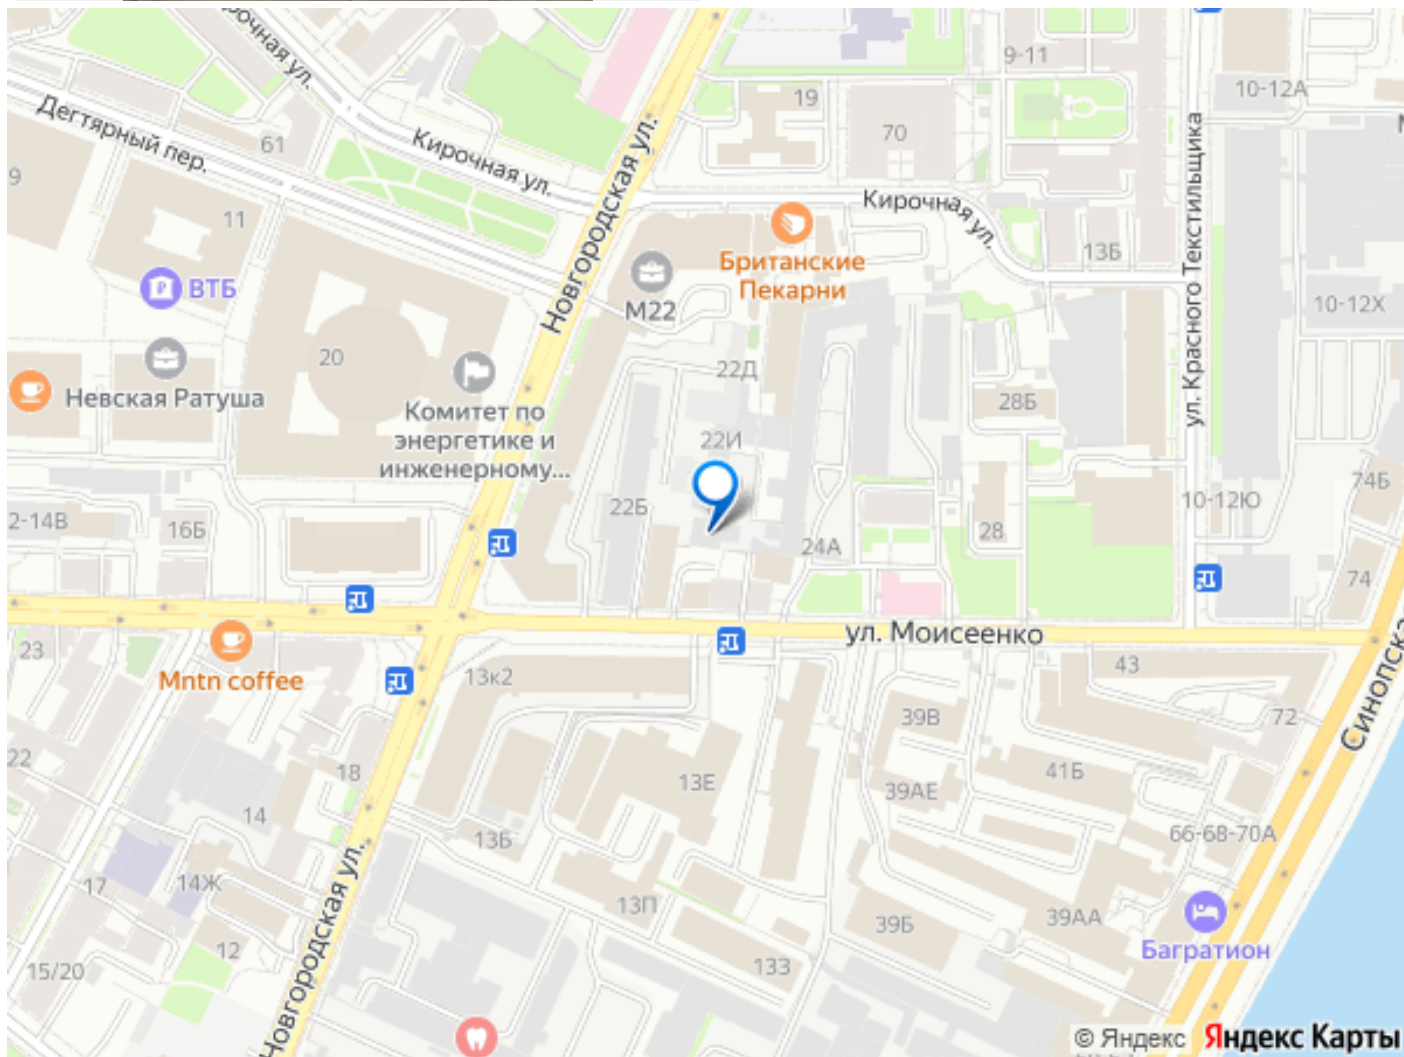 Кирочная ул.
9-11
10-12А
19
Дегтярный пер.
61
Кирочная ул.
70
Новгородская ул.
ул. Красного Текстильщика
9
11
Кирочная ул.
13Б
Британские
Пекарни
ВТБ
М22
10-12Х
20
22Д
Невская Ратуша
Комитет по
энергетике и
инженерному...
28Б
22И
74Б
2-14В
16Б
22Б
10-12Ю
28
24А
74
ул. Моисеенко
23
Mntn coffee
13к2
43
Синопска
39В
72
22
18
13Е
41Б
39АЕ
14
13Б
66-68-70А
17
14Ж
Новгородская ул.
13П
39Б
39АА
12
Багратион
15/20
133
© Яндекс Яндекс Карты